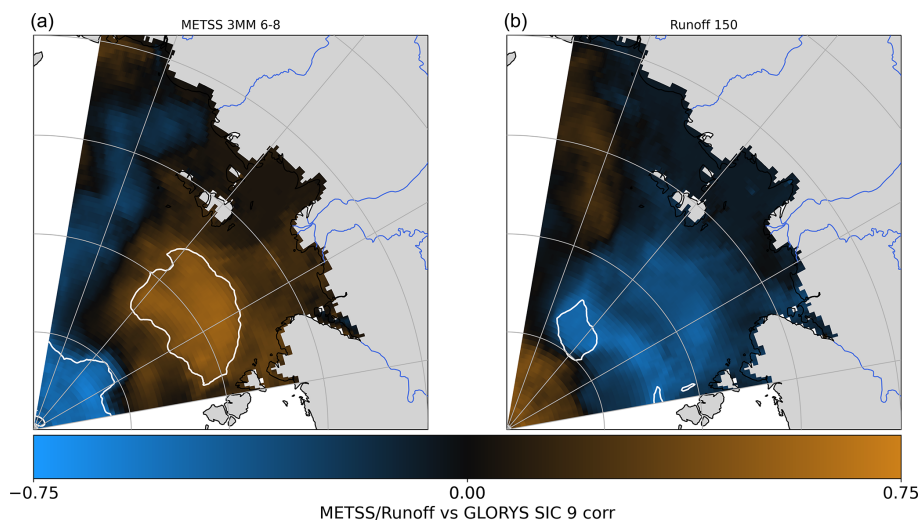 (a)
METSS 3MM 6-8
(b)
Runoff 150
−0.75
0.00
0.75
METSS/Runoff vs GLORYS SIC 9 corr